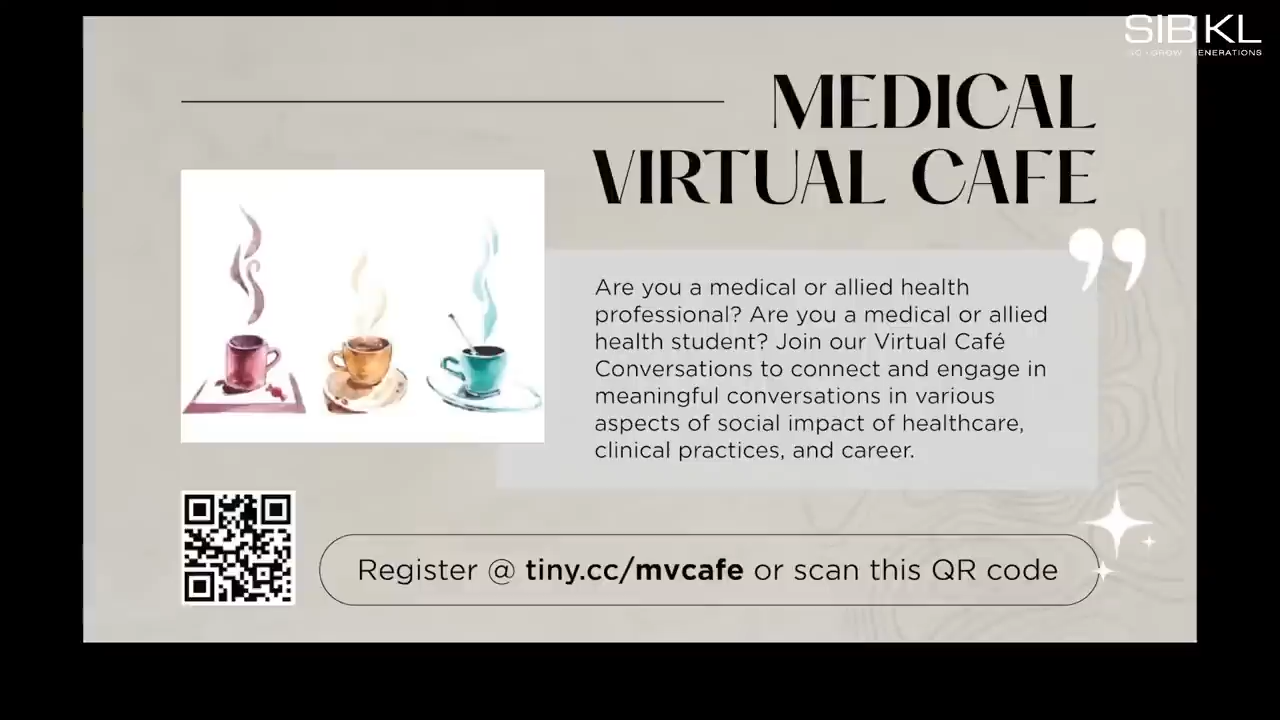 SIBKL
GENERATIONS
MEDICAL
VIRTUAL CAFE
Are you a medical or allied health
professional? Are you a medical or allied
health student? Join our Virtual Café
Conversations to connect and engage in
meaningful conversations in various
aspects of social impact of healthcare,
clinical practices, and career.
Register @ tiny.cc/mvcafe or scan this QR code